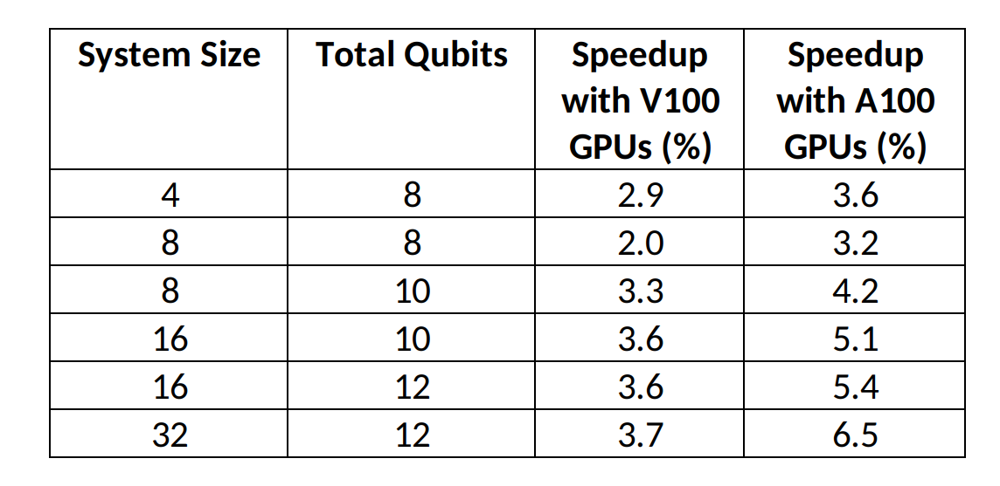 System Size Total Qubits Speedup with V100 GPUs (%) Speedup with A100 GPUs (%)
4 8 2.9 3.6
8 8 2.0 3.2
8 10 3.3 4.2
16 10 3.6 5.1
16 12 3.6 5.4
32 12 3.7 6.5